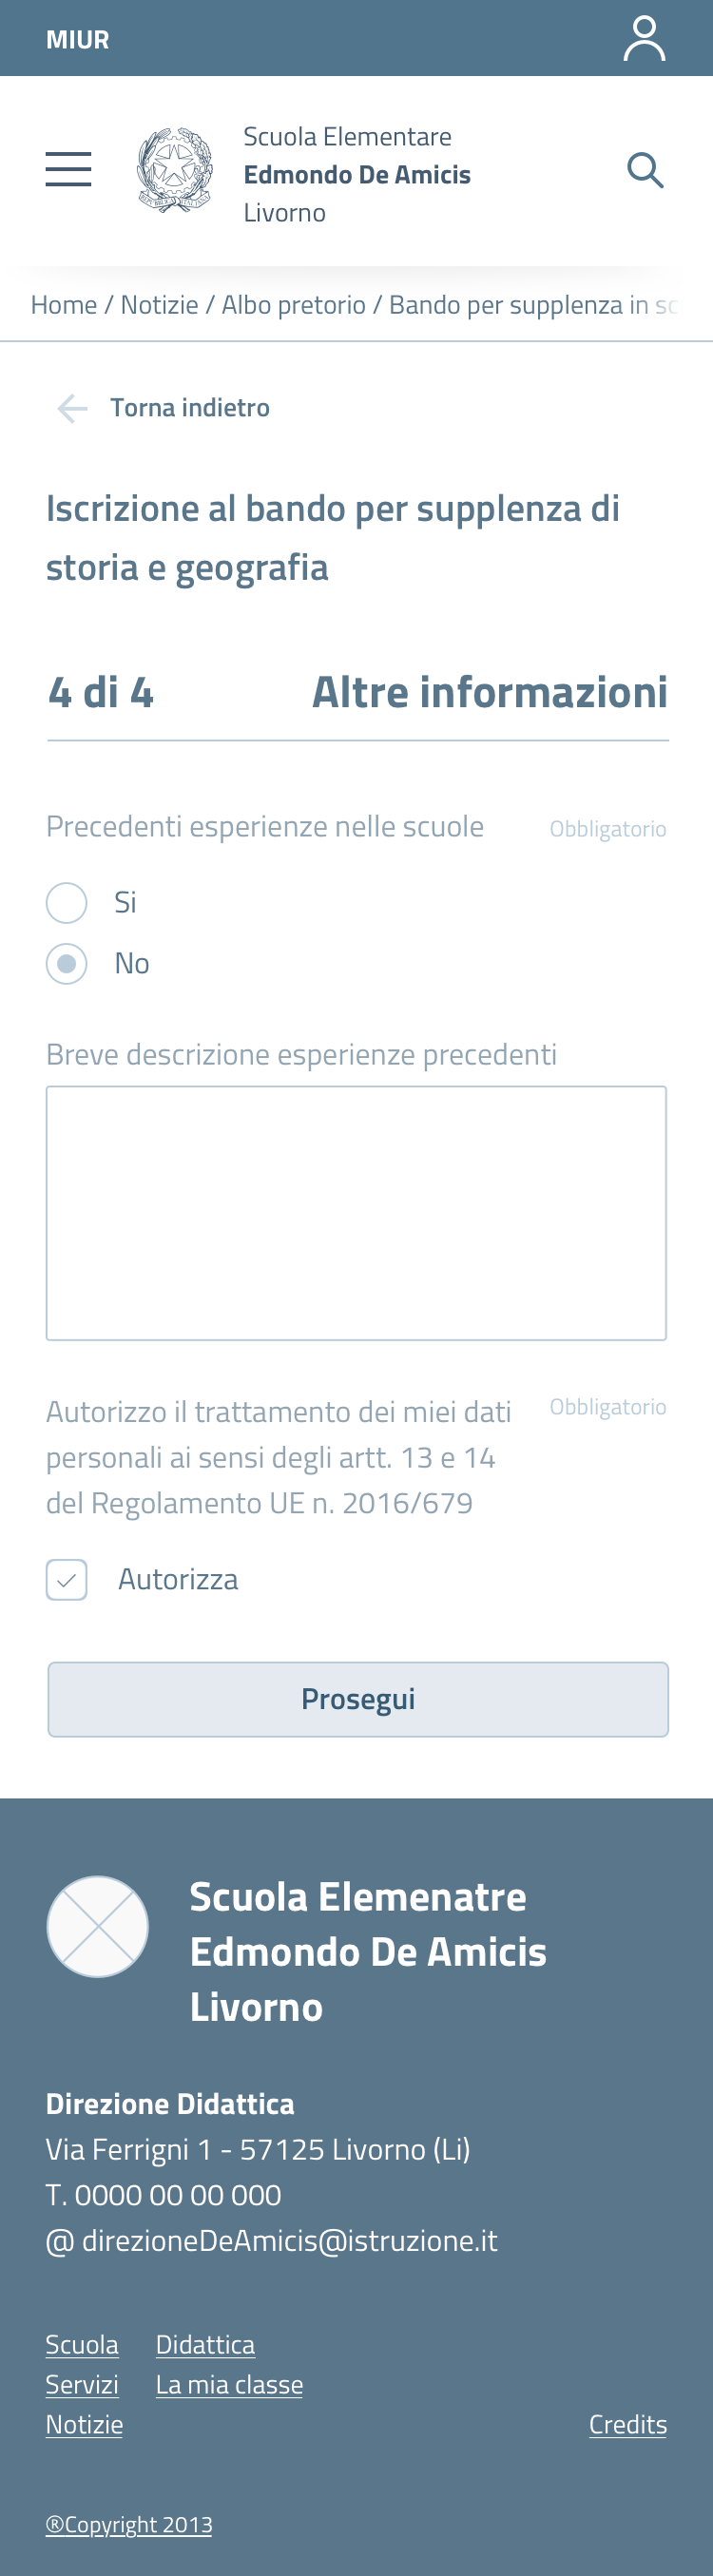 MIUR
Scuola Elementare
Edmondo De Amicis
Livorno
Home / Notizie / Albo pretorio / Bando per supplenza in sc
Torna indietro
Iscrizione al bando per supplenza di
storia e geografia
4 di 4 Altre informazioni
Precedenti esperienze nelle scuole Obbligatorio
Si
No
Breve descrizione esperienze precedenti
Autorizzo il trattamento dei miei dati Obbligatorio
personali ai sensi degli artt. 13 e 14
del Regolamento UE n. 2016/679
Autorizza
Prosegui
Scuola Elemenatre
Edmondo De Amicis
Livorno
Direzione Didattica
Via Ferrigni 1 - 57125 Livorno (Li)
T. 0000 00 00 000
@ direzioneDeAmicis@istruzione.it
Scuola Didattica
Servizi La mia classe
Notizie Credits
®Copyright 2013